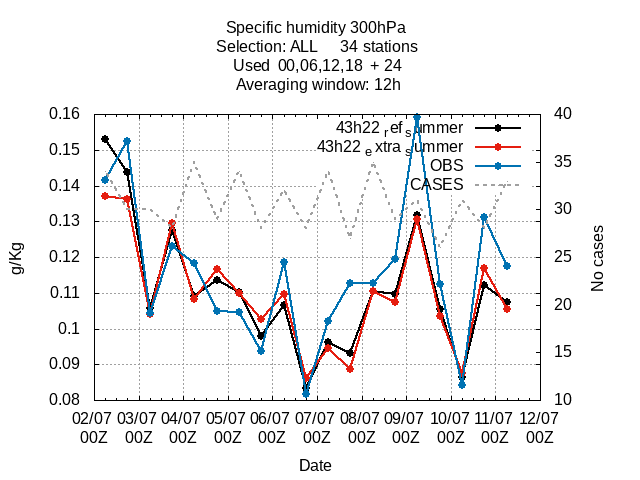 Specific humidity 300hPa
Selection: ALL 34 stations
Used 00,06,12,18 + 24
Averaging window: 12h
43h22 ref summer
43h22 extra summer
OBS
CASES
0.16
0.15
0.14
0.13
0.12
0.11
0.1
0.09
0.08
40
35
30
25
20
15
10
g/Kg
No cases
02/07 03/07 04/07 05/07 06/07 07/07 08/07 09/07 10/07 11/07 12/07
00Z 00Z 00Z 00Z 00Z 00Z 00Z 00Z 00Z 00Z 00Z
Date